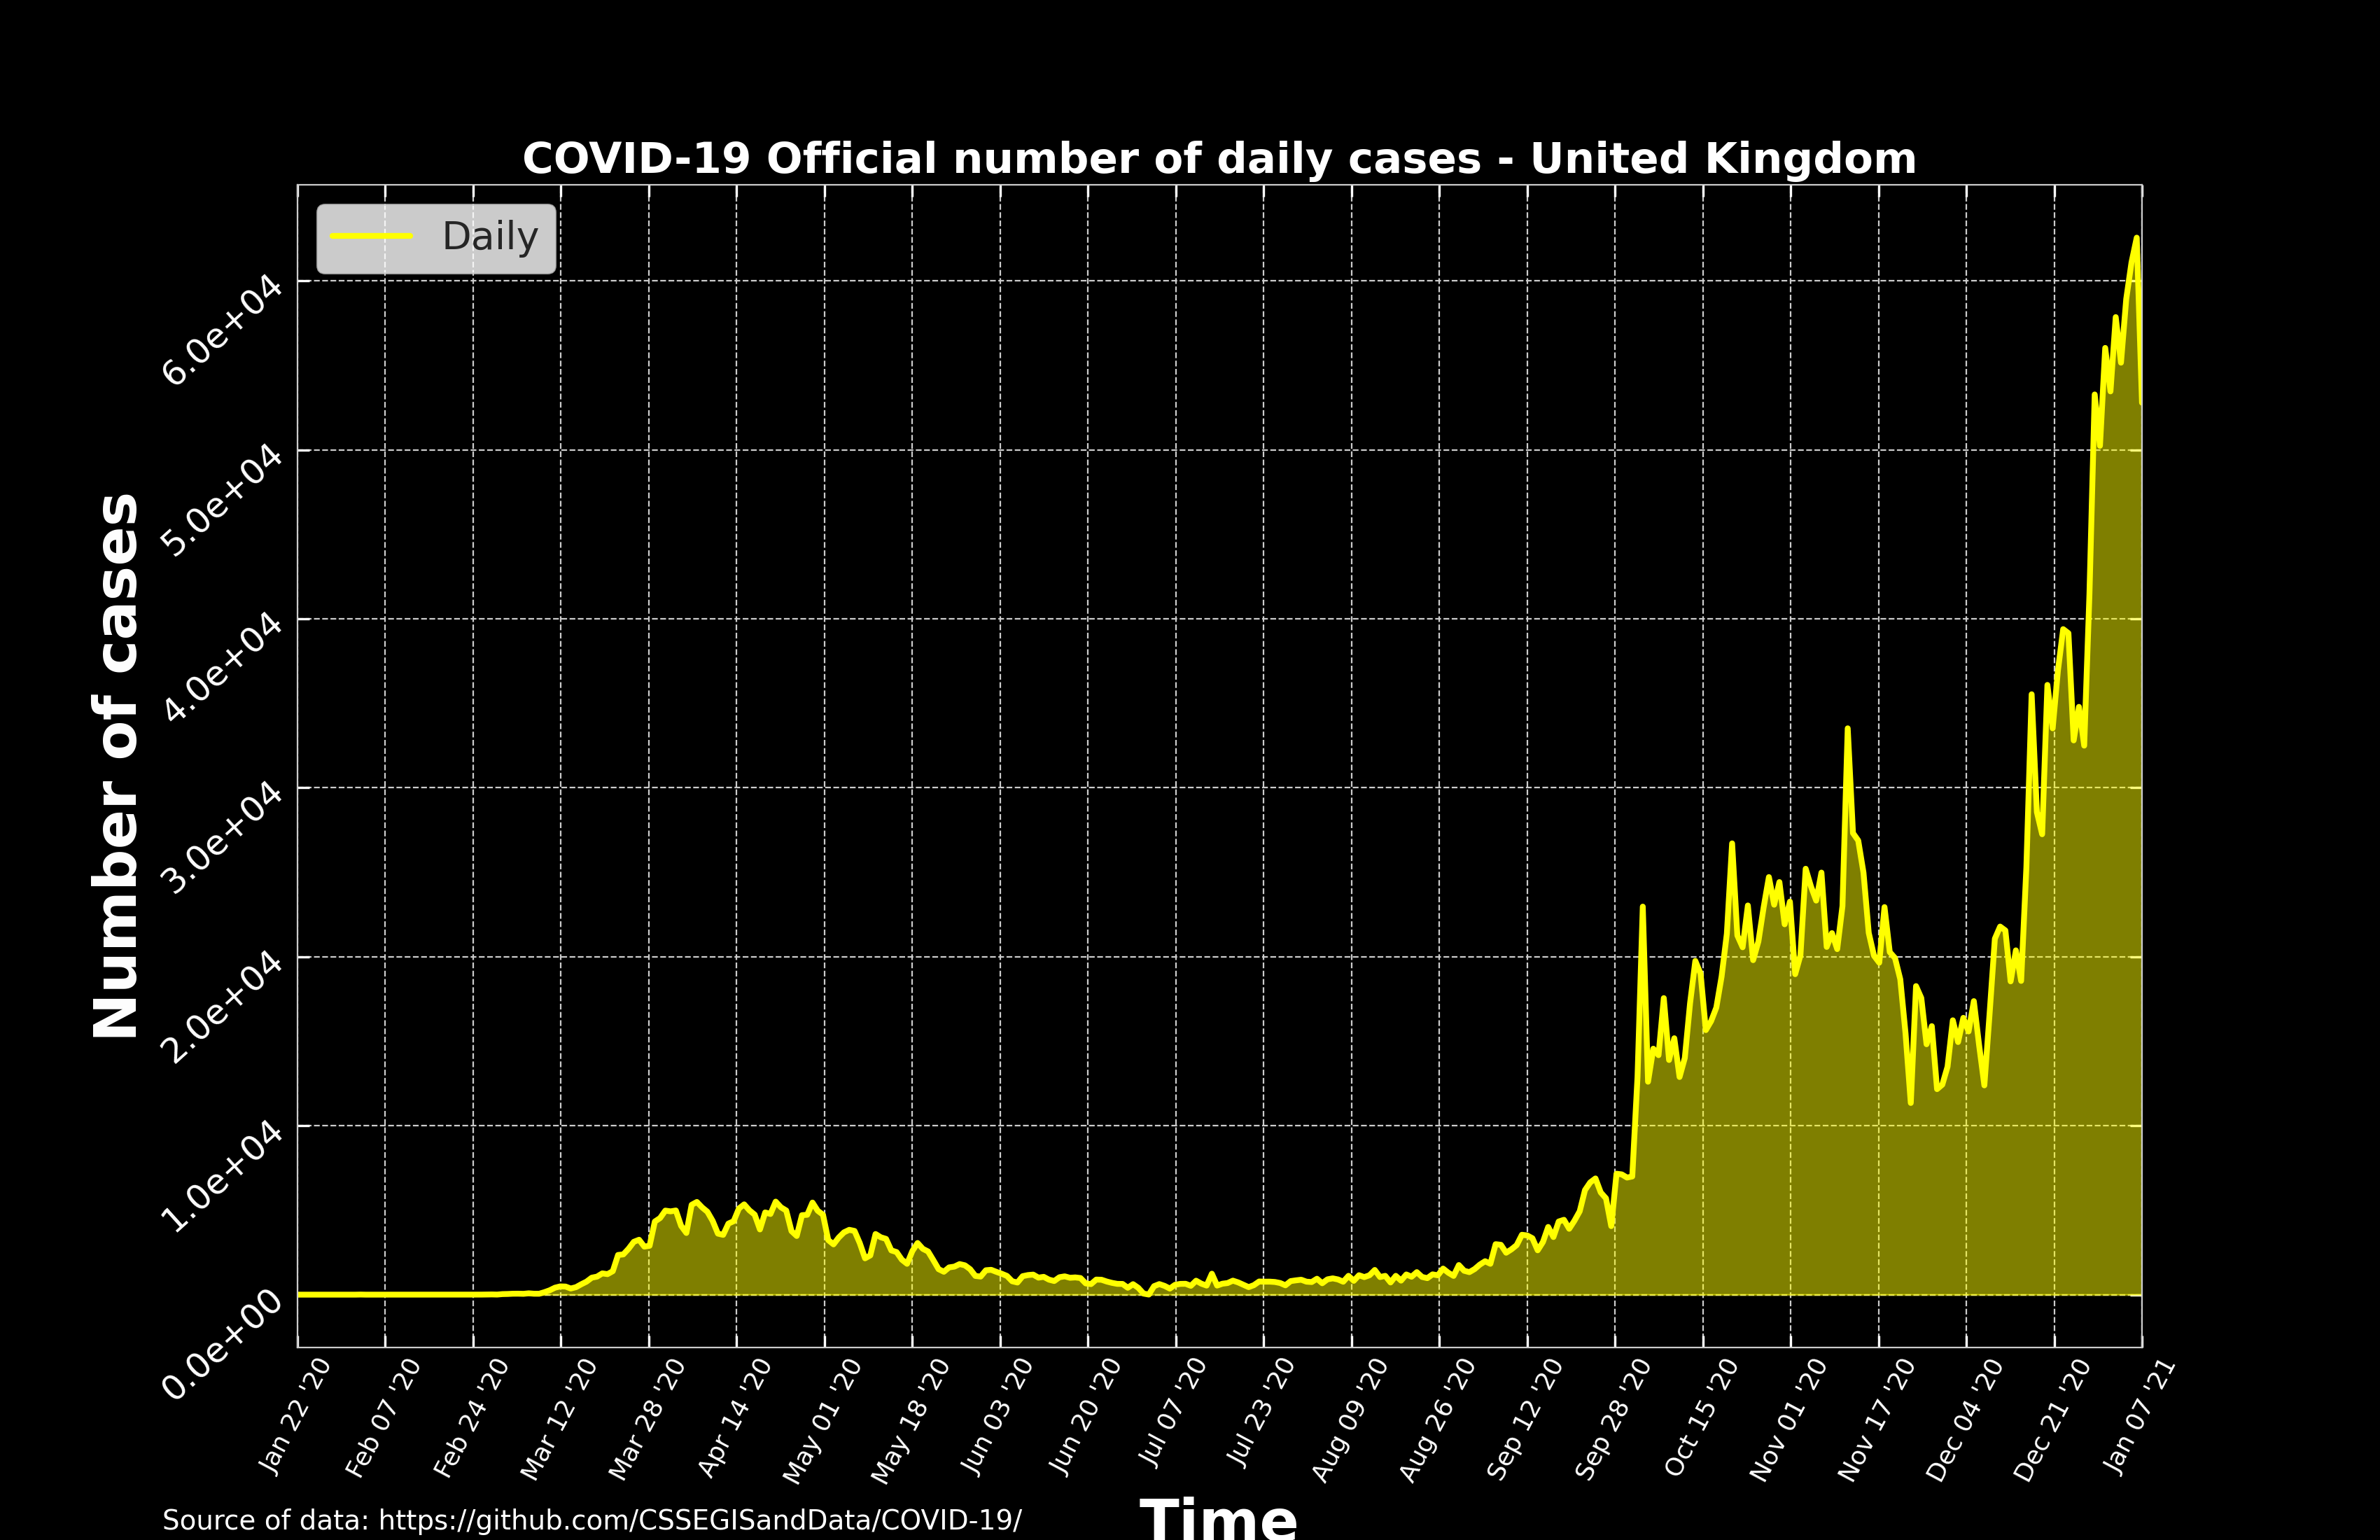 COVID-19 Official number of daily cases - United Kingdom
Daily
Number of cases
6.0e+04
5.0e+04
4.0e+04
3.0e+04
2.0e+04
1.0e+04
0.0e+00
Jan 22 '20
Feb 07 '20
Feb 24 '20
Mar 12 '20
Mar 28 '20
Apr 14 '20
May 01 '20
May 18 '20
Jun 03 '20
Jun 20 '20
Jul 07 '20
Jul 23 '20
Aug 09 '20
Aug 26 '20
Sep 12 '20
Sep 28 '20
Oct 15 '20
Nov 01 '20
Nov 17 '20
Dec 04 '20
Dec 21 '20
Jan 07 '21
Time
Source of data: https://github.com/CSSEGISandData/COVID-19/